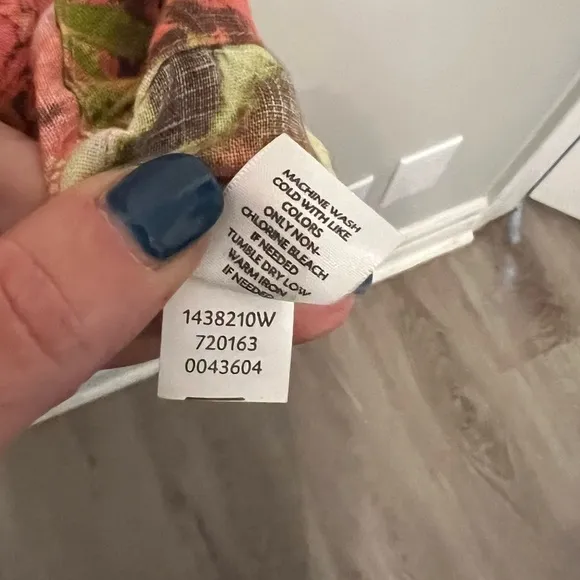 MACHINE WASH
COLD WITH LIKE
COLORS
ONLY NON-
CHLORINE BLEACH
IF NEEDED
TUMBLE DRY LOW
WARM IRON
IF NEEDED
1438210W
720163
0043604